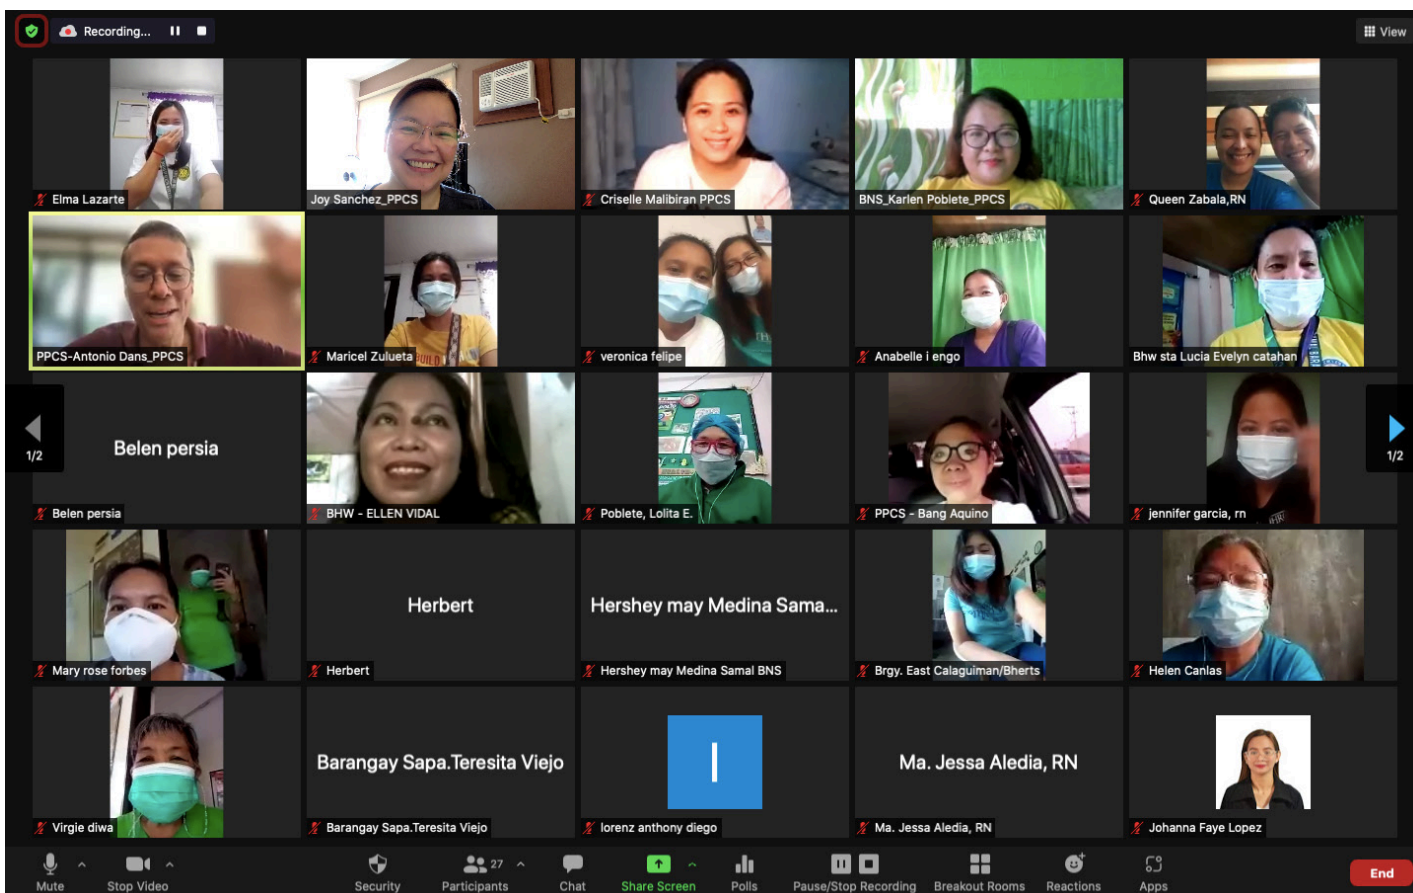 Recording...
View
Elma Lazarte
Joy Sanchez_PPCS
Criselle Malibiran PPCS
BNS_Karlen Poblete_PPCS
Queen Zabala,RN
PPCS-Antonio Dans_PPCS
Maricel Zulueta
veronica felipe
Anabelle i engo
Bhw sta Lucia Evelyn catahan
1/2
Belen persia
Belen persia
BHW - ELLEN VIDAL
Poblete, Lolita E.
PPCS - Bang Aquino
jennifer garcia, rn
1/2
Mary rose forbes
Herbert
Herbert
Hershey may Medina Sama...
Hershey may Medina Samal BNS
Brgy. East Calaguiman/Bherts
Helen Canlas
Virgie diwa
Barangay Sapa.Teresita Viejo
Barangay Sapa.Teresita Viejo
l
lorenz anthony diego
Ma. Jessa Aledia, RN
Ma. Jessa Aledia, RN
Johanna Faye Lopez
Mute
Stop Video
Security
27
Participants
Chat
Share Screen
Polls
Pause/Stop Recording
Breakout Rooms
Reactions
Apps
End